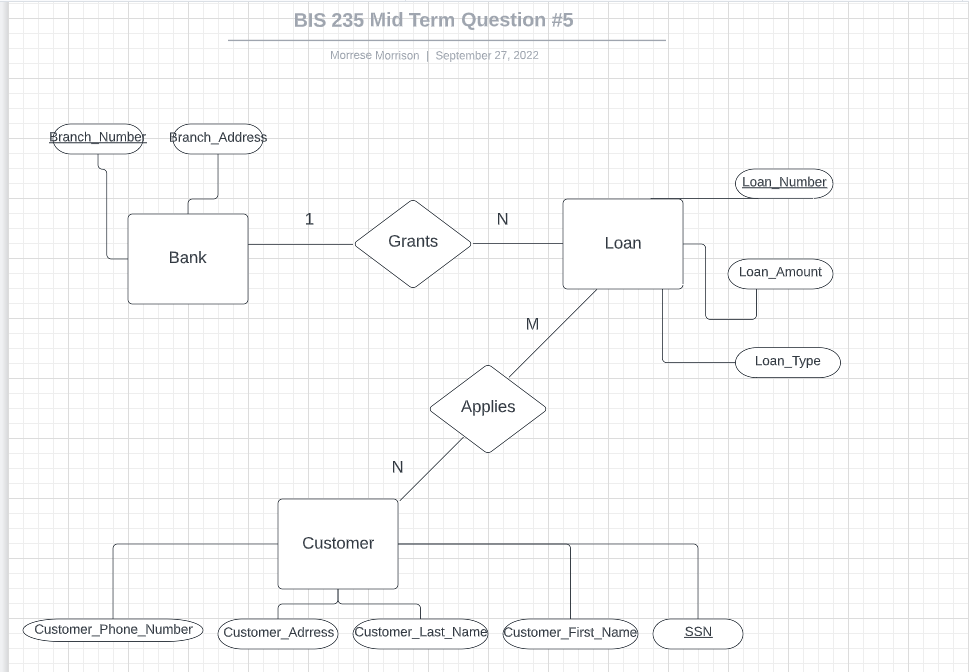 BIS 235 Mid Term Question #5
Morrese Morrison | September 27, 2022
Branch_Number
Branch_Address
Loan_Number
1
N
Grants
Loan
Bank
Loan_Amount
M
Loan_Type
Applies
N
Customer
Customer_Phone_Number
Customer_Adrress
Customer_Last_Name
Customer_First_Name
SSN